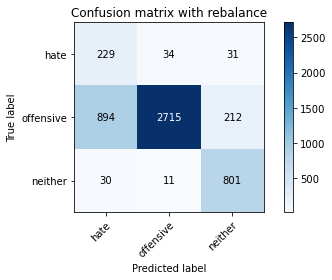 Confusion matrix with rebalance
True label
hate 229 34 31
offensive 894 2715 212
neither 30 11 801
hate offensive neither
Predicted label
2500
2000
1500
1000
500